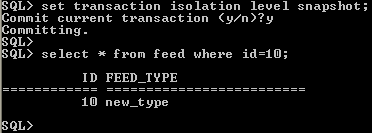 SQL> set transaction isolation level snapshot;
Commit current transaction (y/n)?y
Committing.
SQL>
SQL> select * from feed where id=10;
ID FEED_TYPE
============ =========================
10 new_type
SQL>